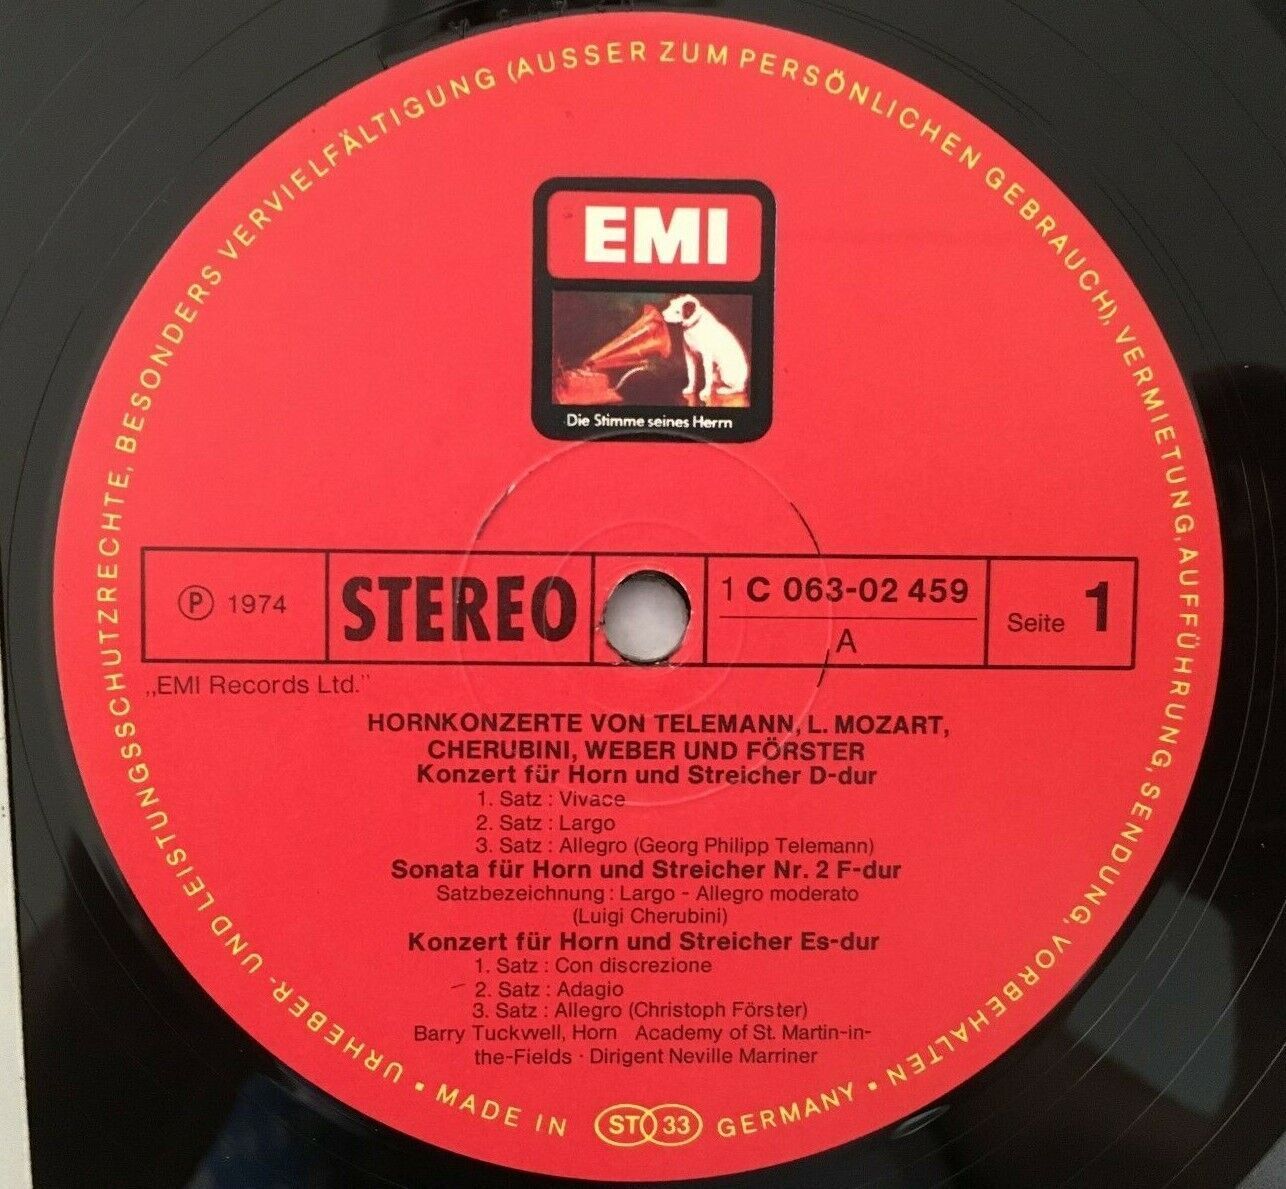 URHEBER- UND LEISTUNGSSCHUTZRECHTE, BESONDERS VERVIELFÄLTIGUNG (AUSSER ZUM PERSÖNLICHEN GEBRAUCH), VERMIETUNG, AUFFÜHRUNG, SENDUNG, VORBEHALTEN •
EMI
Die Stimme seines Herrn
℗ 1974
STEREO
1 C 063-02 459
A
Seite 1
„EMI Records Ltd.”
HORNKONZERTE VON TELEMANN, L. MOZART,
CHERUBINI, WEBER UND FÖRSTER
Konzert für Horn und Streicher D-dur
1. Satz : Vivace
2. Satz : Largo
3. Satz : Allegro (Georg Philipp Telemann)
Sonata für Horn und Streicher Nr. 2 F-dur
Satzbezeichnung : Largo - Allegro moderato
(Luigi Cherubini)
Konzert für Horn und Streicher Es-dur
1. Satz : Con discrezione
2. Satz : Adagio
3. Satz : Allegro (Christoph Förster)
Barry Tuckwell, Horn Academy of St. Martin-in-
the-Fields · Dirigent Neville Marriner
• MADE IN ST 33 GERMANY